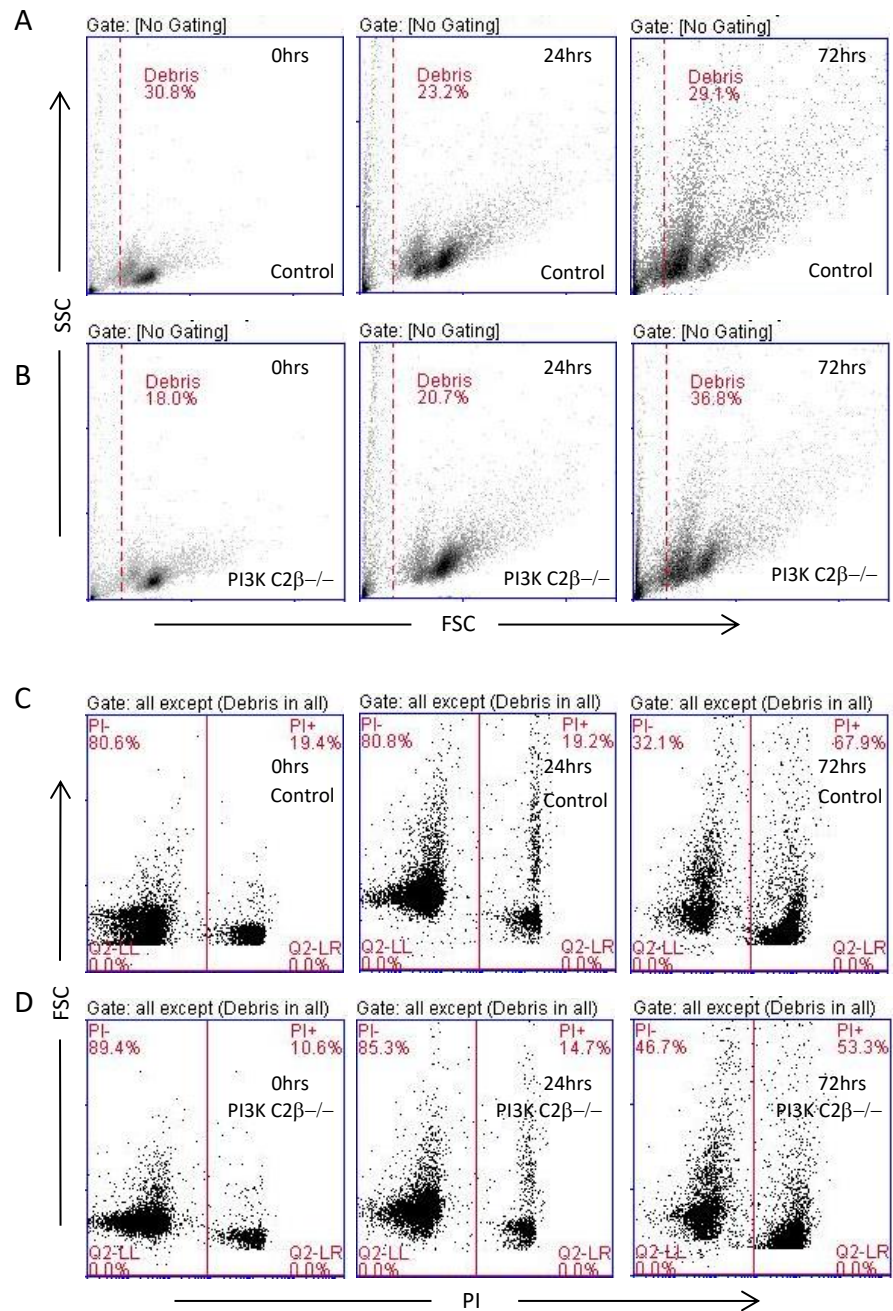 A
Gate: [No Gating] Gate: [No Gating] Gate: [No Gating]
0hrs 24hrs 72hrs
Debris Debris Debris
30.8% 23.2% 29.1%
Control Control Control
SSC
B
Gate: [No Gating] Gate: [No Gating] Gate: [No Gating]
0hrs 24hrs 72hrs
Debris Debris Debris
18.0% 20.7% 36.8%
PI3K C2β–/– PI3K C2β–/– PI3K C2β–/–
FSC
C
Gate: all except (Debris in all) Gate: all except (Debris in all) Gate: all except (Debris in all)
PI- PI+ PI- PI+ PI- PI+
80.6% 19.4% 80.8% 19.2% 32.1% 67.9%
0hrs 24hrs 72hrs
Control Control Control
Q2-LL Q2-LR Q2-LL Q2-LR Q2-LL Q2-LR
0.0% 0.0% 0.0% 0.0% 0.0% 0.0%
FSC
D
Gate: all except (Debris in all) Gate: all except (Debris in all) Gate: all except (Debris in all)
PI- PI+ PI- PI+ PI- PI+
89.4% 10.6% 85.3% 14.7% 46.7% 53.3%
0hrs 24hrs 72hrs
PI3K C2β–/– PI3K C2β–/– PI3K C2β–/–
Q2-LL Q2-LR Q2-LL Q2-LR Q2-LL Q2-LR
0.0% 0.0% 0.0% 0.0% 0.0% 0.0%
PI